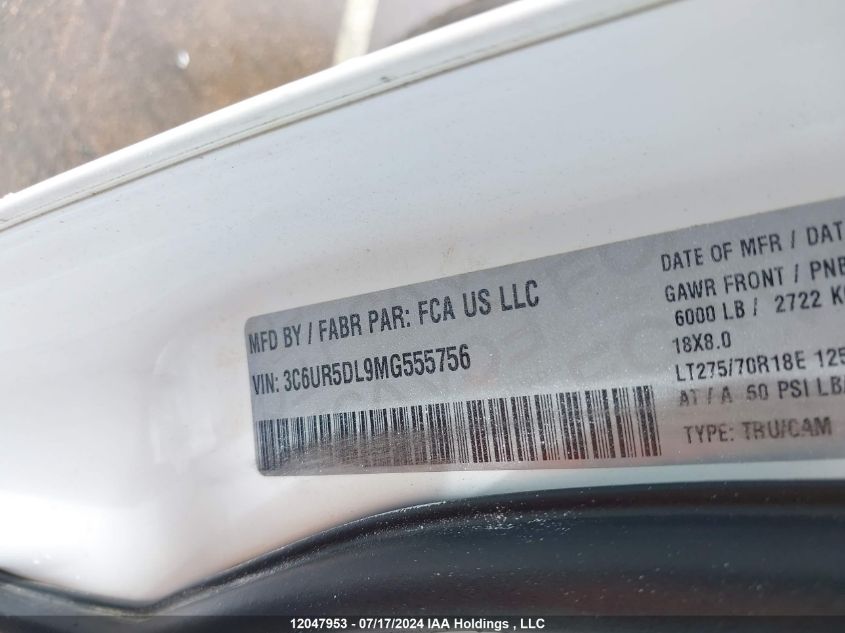 MFD BY / FABR PAR: FCA US LLC
VIN: 3C6UR5DL9MG555756
DATE OF MFR / DAT
GAWR FRONT / PNB
6000 LB / 2722 K
18X8.0
LT275/70R18E 125
AT / A 60 PSI LB
TYPE: TRU/CAM
12047953 - 07/17/2024 IAA Holdings , LLC